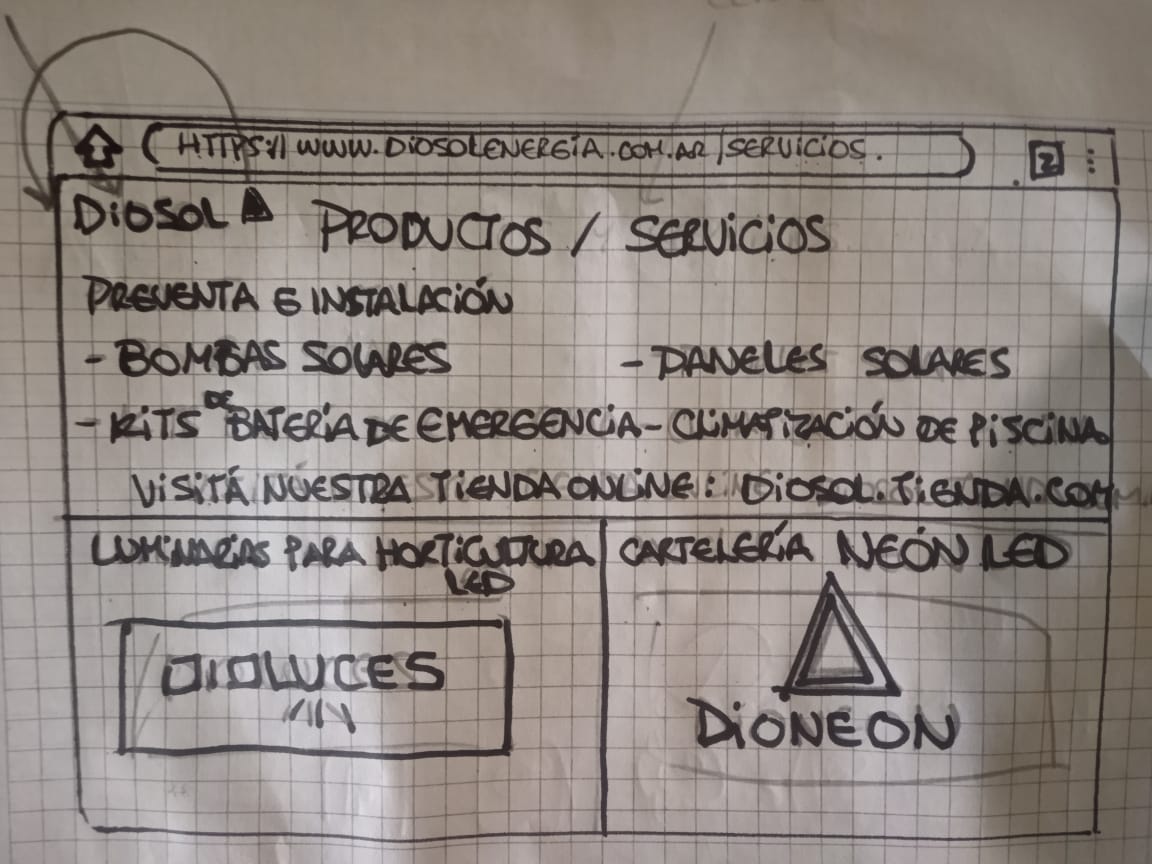 HTTPS:// WWW.DIOSOLENERGÍA.COM.AR/SERVICIOS.
2
DIOSOL PRODUCTOS / SERVICIOS
PREVENTA E INSTALACIÓN
- BOMBAS SOLARES - PANELES SOLARES
- KITS DE BATERÍA DE EMERGENCIA - CLIMATIZACIÓN DE PISCINA
VISITÁ NUESTRA TIENDA ONLINE: DIOSOL.TIENDA.COM
LUMINARIAS PARA HORTICULTURA
LED
CARTELERÍA NEÓN LED
DIOLUCES
DIONEON